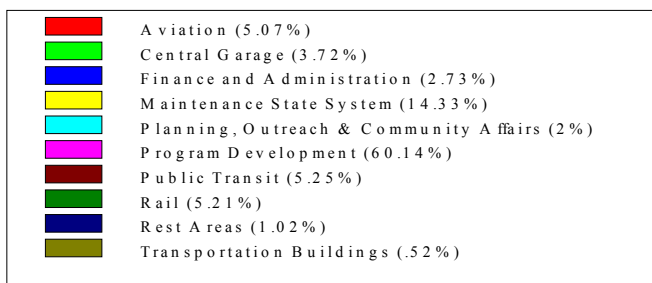 Aviation (5.07%)
Central Garage (3.72%)
Finance and Administration (2.73%)
Maintenance State System (14.33%)
Planning, Outreach & Community Affairs (2%)
Program Development (60.14%)
Public Transit (5.25%)
Rail (5.21%)
Rest Areas (1.02%)
Transportation Buildings (.52%)